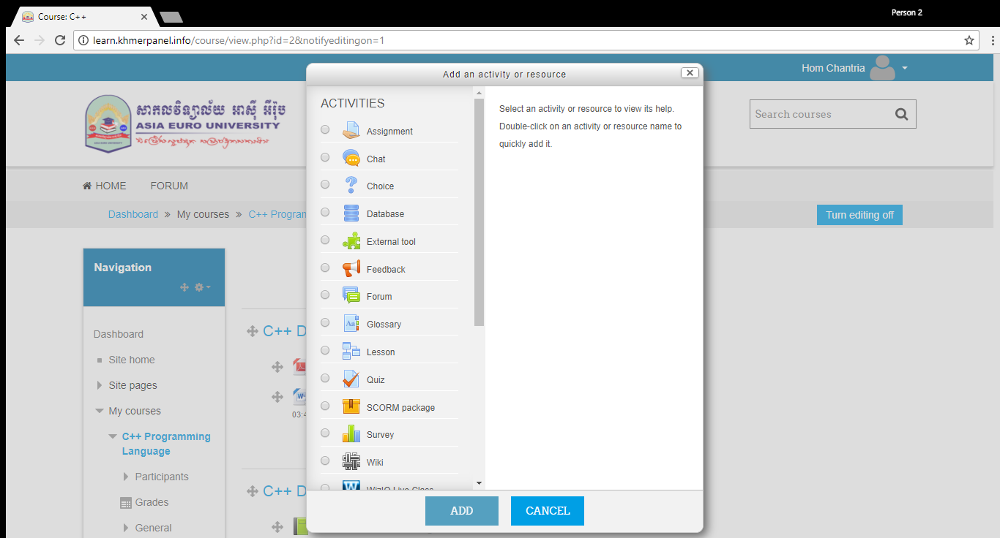 Course: C++
Person 2
learn.khmerpanel.info/course/view.php?id=2&notifyeditingon=1
Hom Chantria
Add an activity or resource
សាកលវិទ្យាល័យ អាស៊ី អឺរ៉ុប
ASIA EURO UNIVERSITY
Search courses
HOME
FORUM
Dashboard » My courses » C++ Program
Turn editing off
Navigation
Dashboard
Site home
Site pages
My courses
C++ Programming
Language
Participants
Grades
General
C++ D
03:4
C++ D
ACTIVITIES
Assignment
Chat
Choice
Database
External tool
Feedback
Forum
Glossary
Lesson
Quiz
SCORM package
Survey
Wiki
WizIQ Live Class
Select an activity or resource to view its help.
Double-click on an activity or resource name to
quickly add it.
ADD
CANCEL